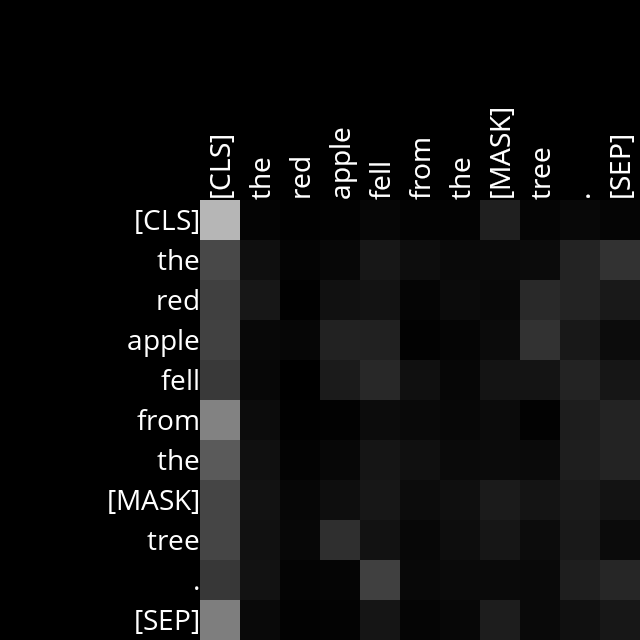 [CLS] the red apple fell from the [MASK] tree . [SEP]
[CLS]
the
red
apple
fell
from
the
[MASK]
tree
.
[SEP]